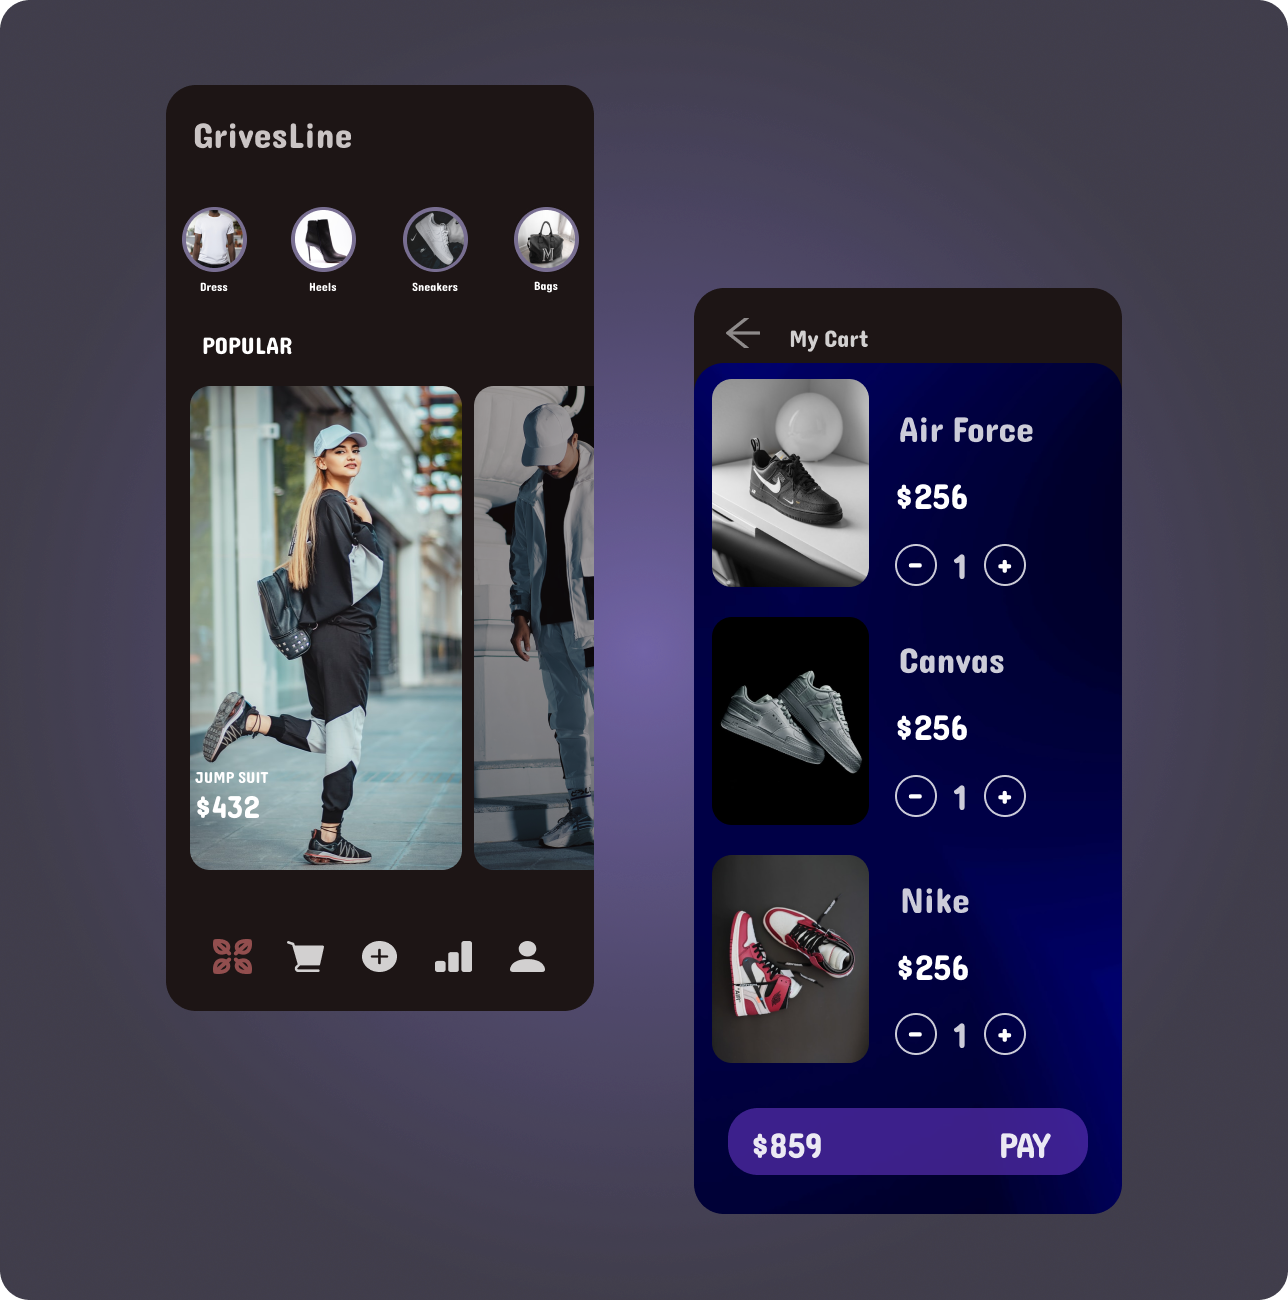 GrivesLine
Dress
Heels
Sneakers
Bags
POPULAR
JUMP SUIT
$432
My Cart
Air Force
$256
1
Canvas
$256
1
Nike
$256
1
$859
PAY